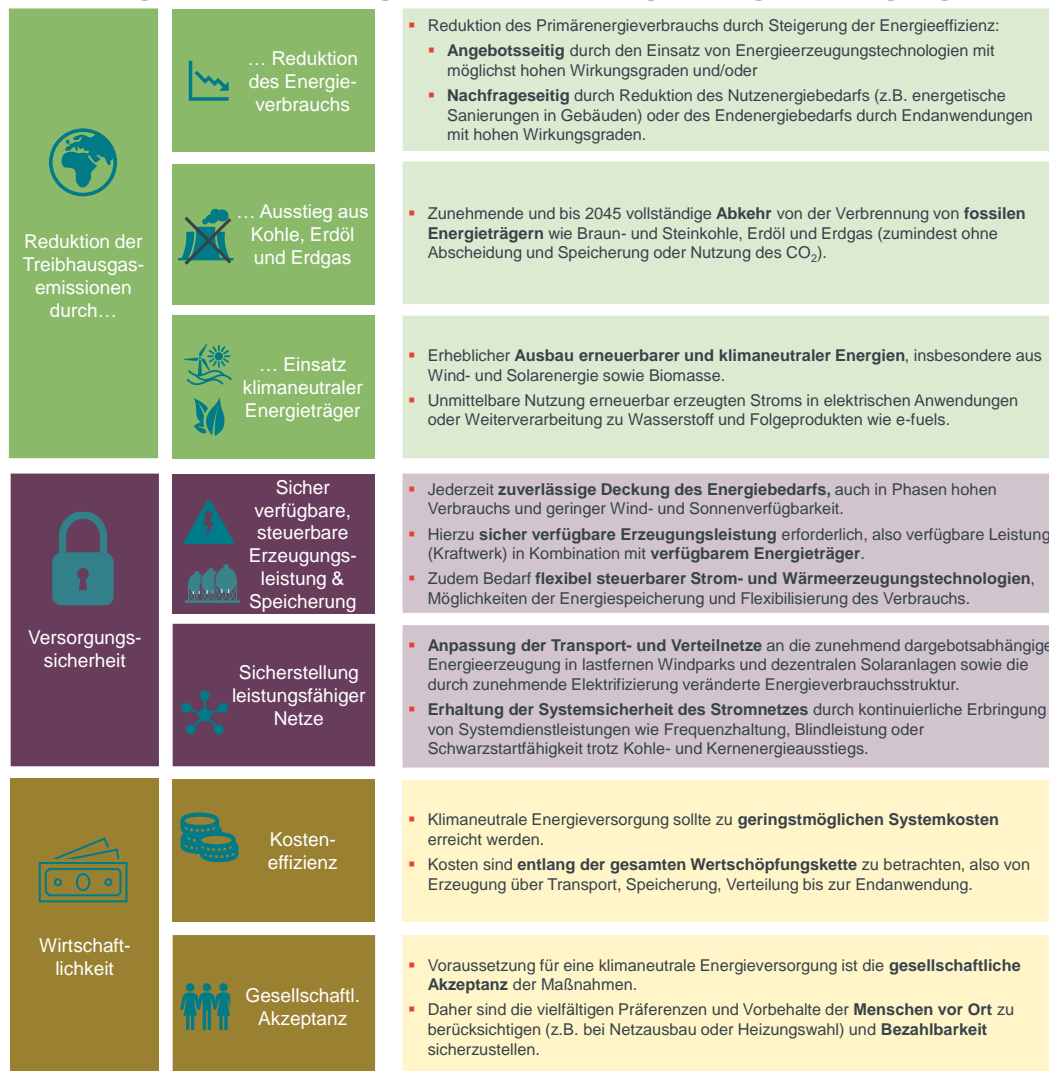 Reduktion der
Treibhausgas-
emissionen
durch…
… Reduktion
des Energie-
verbrauchs
▪ Reduktion des Primärenergieverbrauchs durch Steigerung der Energieeffizienz:
▪ Angebotsseitig durch den Einsatz von Energieerzeugungstechnologien mit
möglichst hohen Wirkungsgraden und/oder
▪ Nachfrageseitig durch Reduktion des Nutzenergiebedarfs (z.B. energetische
Sanierungen in Gebäuden) oder des Endenergiebedarfs durch Endanwendungen
mit hohen Wirkungsgraden.
… Ausstieg aus
Kohle, Erdöl
und Erdgas
▪ Zunehmende und bis 2045 vollständige Abkehr von der Verbrennung von fossilen
Energieträgern wie Braun- und Steinkohle, Erdöl und Erdgas (zumindest ohne
Abscheidung und Speicherung oder Nutzung des CO₂).
… Einsatz
klimaneutraler
Energieträger
▪ Erheblicher Ausbau erneuerbarer und klimaneutraler Energien, insbesondere aus
Wind- und Solarenergie sowie Biomasse.
▪ Unmittelbare Nutzung erneuerbar erzeugten Stroms in elektrischen Anwendungen
oder Weiterverarbeitung zu Wasserstoff und Folgeprodukten wie e-fuels.
Versorgungs-
sicherheit
Sicher
verfügbare,
steuerbare
Erzeugungs-
leistung &
Speicherung
▪ Jederzeit zuverlässige Deckung des Energiebedarfs, auch in Phasen hohen
Verbrauchs und geringer Wind- und Sonnenverfügbarkeit.
▪ Hierzu sicher verfügbare Erzeugungsleistung erforderlich, also verfügbare Leistung
(Kraftwerk) in Kombination mit verfügbarem Energieträger.
▪ Zudem Bedarf flexibel steuerbarer Strom- und Wärmeerzeugungstechnologien,
Möglichkeiten der Energiespeicherung und Flexibilisierung des Verbrauchs.
Sicherstellung
leistungsfähiger
Netze
▪ Anpassung der Transport- und Verteilnetze an die zunehmend dargebotsabhängige
Energieerzeugung in lastfernen Windparks und dezentralen Solaranlagen sowie die
durch zunehmende Elektrifizierung veränderte Energieverbrauchsstruktur.
▪ Erhaltung der Systemsicherheit des Stromnetzes durch kontinuierliche Erbringung
von Systemdienstleistungen wie Frequenzhaltung, Blindleistung oder
Schwarzstartfähigkeit trotz Kohle- und Kernenergieausstiegs.
Wirtschaft-
lichkeit
Kosten-
effizienz
▪ Klimaneutrale Energieversorgung sollte zu geringstmöglichen Systemkosten
erreicht werden.
▪ Kosten sind entlang der gesamten Wertschöpfungskette zu betrachten, also von
Erzeugung über Transport, Speicherung, Verteilung bis zur Endanwendung.
Gesellschaftl.
Akzeptanz
▪ Voraussetzung für eine klimaneutrale Energieversorgung ist die gesellschaftliche
Akzeptanz der Maßnahmen.
▪ Daher sind die vielfältigen Präferenzen und Vorbehalte der Menschen vor Ort zu
berücksichtigen (z.B. bei Netzausbau oder Heizungswahl) und Bezahlbarkeit
sicherzustellen.